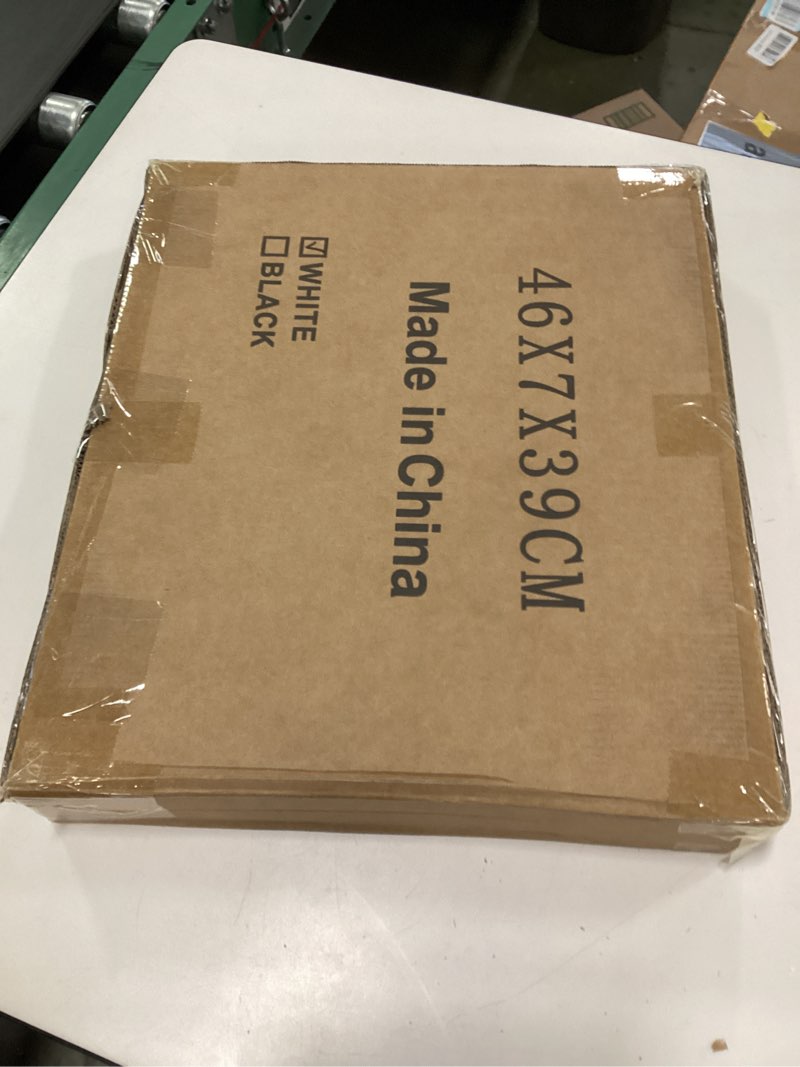 46X7X39CM
Made in China
☑WHITE
☐BLACK
a